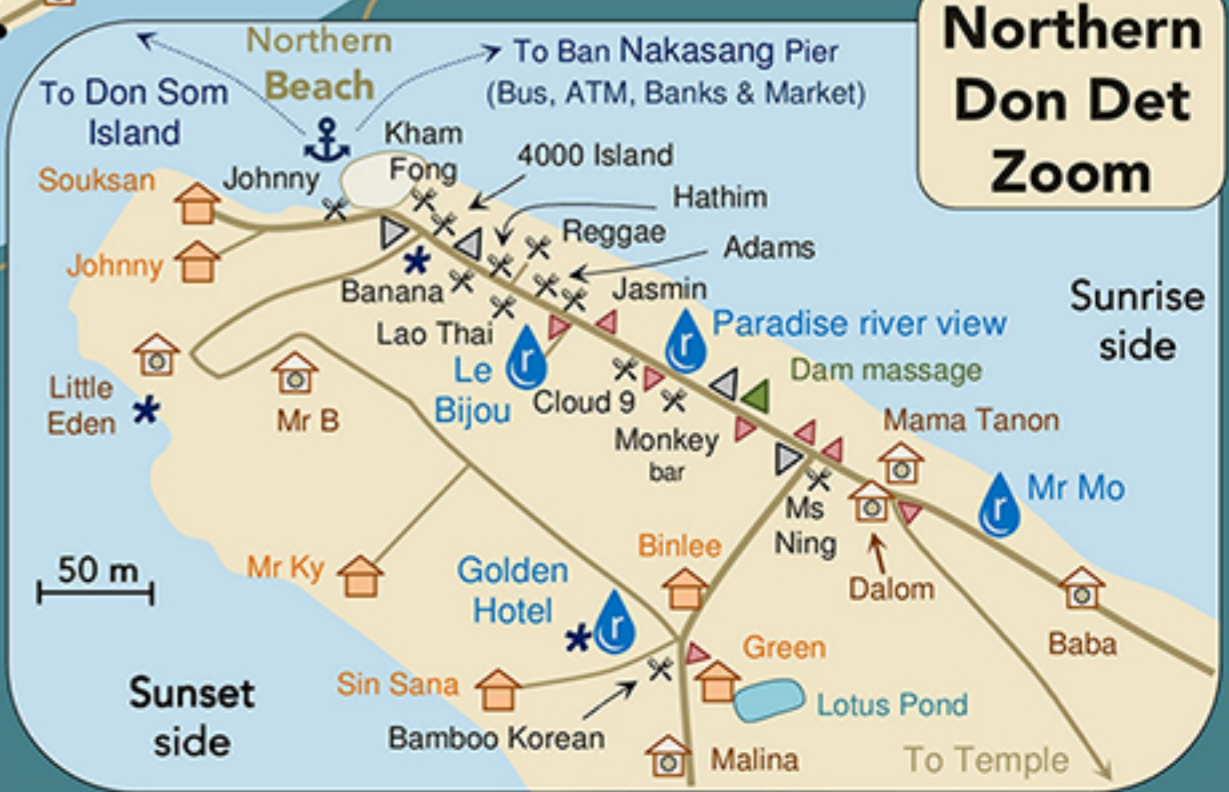 Northern
Don Det
Zoom
Northern
Beach
To Ban Nakasang Pier
(Bus, ATM, Banks & Market)
To Don Som
Island
Kham
Fong
4000 Island
Souksan
Johnny
Hathim
Reggae
Adams
Johnny
Banana
Jasmin
Sunrise
side
Lao Thai
Paradise river view
r
r
Le
Bijou
Dam massage
Little
Eden
Mr B
Cloud 9
Mama Tanon
Monkey
bar
Mr Mo
r
Ms
Ning
50 m
Mr Ky
Binlee
Golden
Hotel
r
Dalom
Baba
Green
Sin Sana
Lotus Pond
Sunset
side
Bamboo Korean
Malina
To Temple